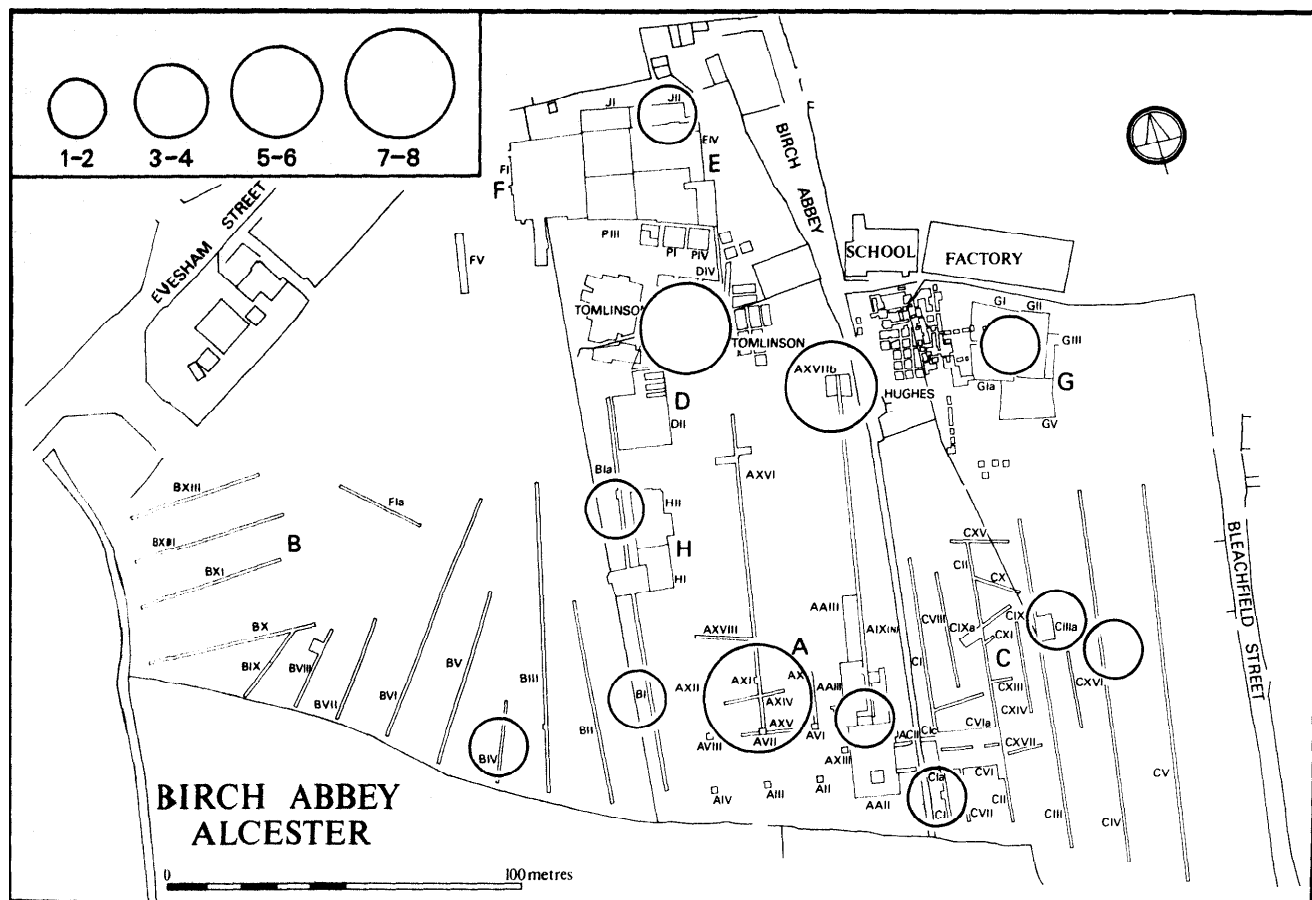 1-2 3-4 5-6 7-8
JI JII
BIRCH ABBEY
FIV
E
FI
F
EVESHAM STREET
PIII
PI
PIV
DIV
FV
SCHOOL
FACTORY
TOMLINSON
TOMLINSON
GI
GII
GIII
GIa
G
GV
AXVIIb
HUGHES
D
DII
BIa
AXVI
BXIII
FIa
HII
B
BXI
H
HI
BLEACHFIELD STREET
CXV
CII
CX
BX
BIX
BVIII
BVII
BVI
BV
BIII
BII
AXVIII
AAIII
AIX(N)
CVIII
CIXa
CIX
CXI
CIIIa
A
C
CI
BI
AXII
AXI
AXIV
AX
AAIII
CXIII
CXIV
CXVI
BIV
AXV
AVIII
AVII
AVI
AXIII
ACII
CIc
CVIa
CXVII
CIa
CVI
CII
AIV
AIII
AII
AAII
CI
CVII
CIII
CIV
CV
BIRCH ABBEY
ALCESTER
0 100 metres